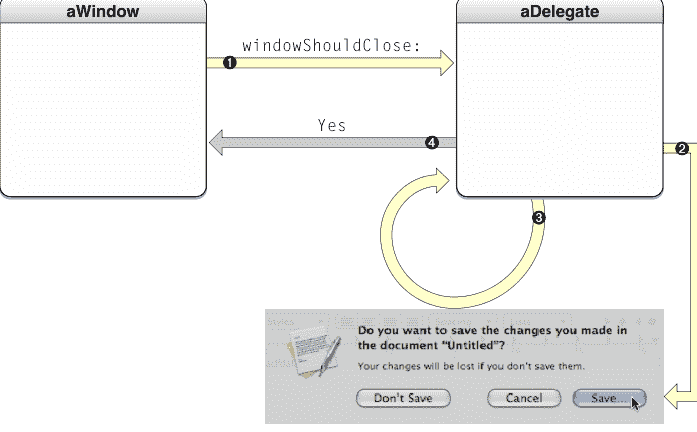 aWindow
aDelegate
windowShouldClose:
1
Yes
4
2
3
Do you want to save the changes you made in
the document “Untitled”?
Your changes will be lost if you don't save them.
Don't Save
Cancel
Save...